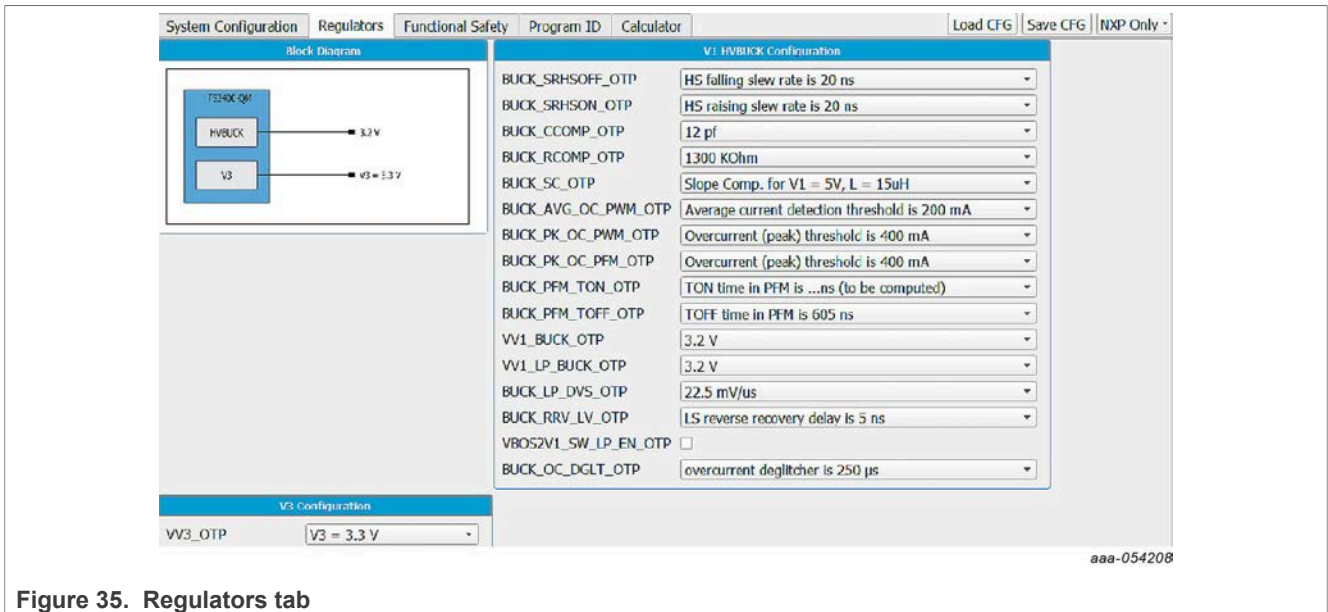 System Configuration Regulators Functional Safety Program ID Calculator Load CFG Save CFG NXP Only
Block Diagram
FS2400-QM
HVBUCK 3.2 V
V3 V3 = 3.3 V
V1 HVBUCK Configuration
BUCK_SRHSOFF_OTP HS falling slew rate is 20 ns
BUCK_SRHSON_OTP HS raising slew rate is 20 ns
BUCK_CCOMP_OTP 12 pf
BUCK_RCOMP_OTP 1300 KOhm
BUCK_SC_OTP Slope Comp. for V1 = 5V, L = 15uH
BUCK_AVG_OC_PWM_OTP Average current detection threshold is 200 mA
BUCK_PK_OC_PWM_OTP Overcurrent (peak) threshold is 400 mA
BUCK_PK_OC_PFM_OTP Overcurrent (peak) threshold is 400 mA
BUCK_PFM_TON_OTP TON time in PFM is ...ns (to be computed)
BUCK_PFM_TOFF_OTP TOFF time in PFM is 605 ns
VV1_BUCK_OTP 3.2 V
VV1_LP_BUCK_OTP 3.2 V
BUCK_LP_DVS_OTP 22.5 mV/us
BUCK_RRV_LV_OTP LS reverse recovery delay is 5 ns
VBOS2V1_SW_LP_EN_OTP
BUCK_OC_DGLT_OTP overcurrent deglitcher is 250 µs
V3 Configuration
VV3_OTP V3 = 3.3 V
aaa-054208
Figure 35. Regulators tab